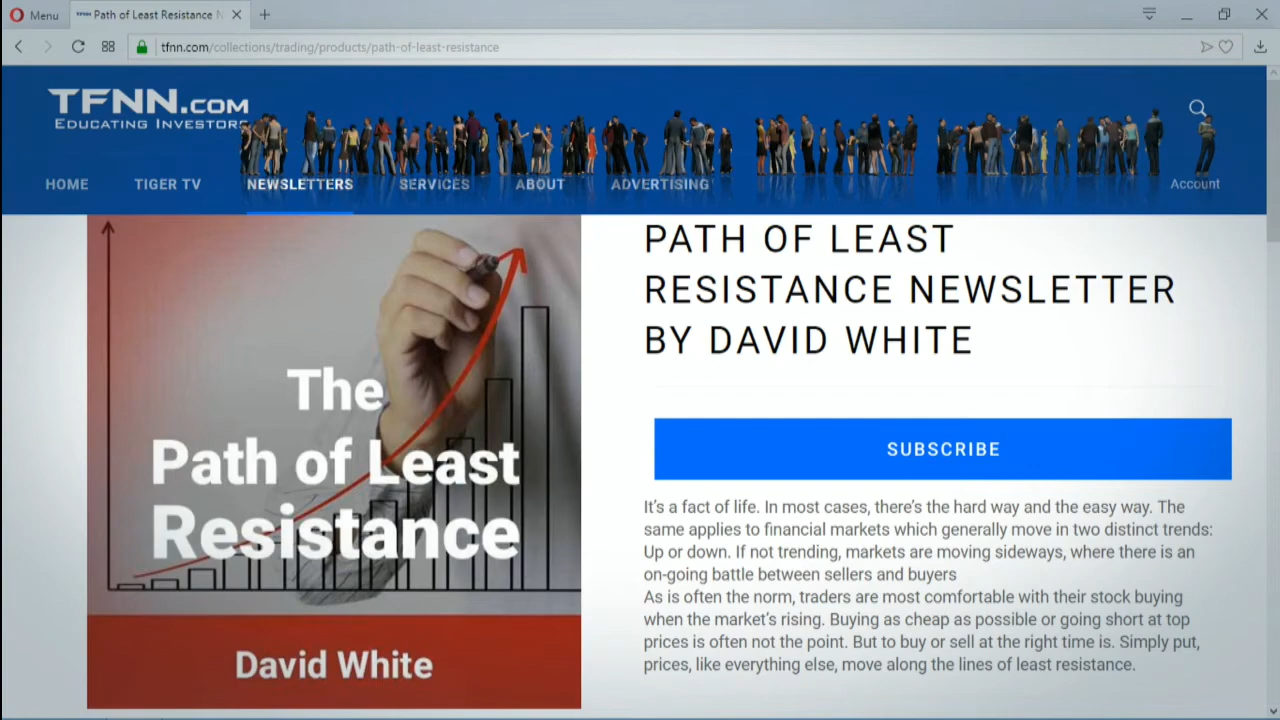 Menu
Path of Least Resistance N
tfnn.com/collections/trading/products/path-of-least-resistance
TFNN.COM
EDUCATING INVESTORS
HOME
TIGER TV
NEWSLETTERS
SERVICES
ABOUT
ADVERTISING
Account
The
Path of Least
Resistance
David White
PATH OF LEAST
RESISTANCE NEWSLETTER
BY DAVID WHITE
SUBSCRIBE
It's a fact of life. In most cases, there's the hard way and the easy way. The
same applies to financial markets which generally move in two distinct trends:
Up or down. If not trending, markets are moving sideways, where there is an
on-going battle between sellers and buyers
As is often the norm, traders are most comfortable with their stock buying
when the market's rising. Buying as cheap as possible or going short at top
prices is often not the point. But to buy or sell at the right time is. Simply put,
prices, like everything else, move along the lines of least resistance.